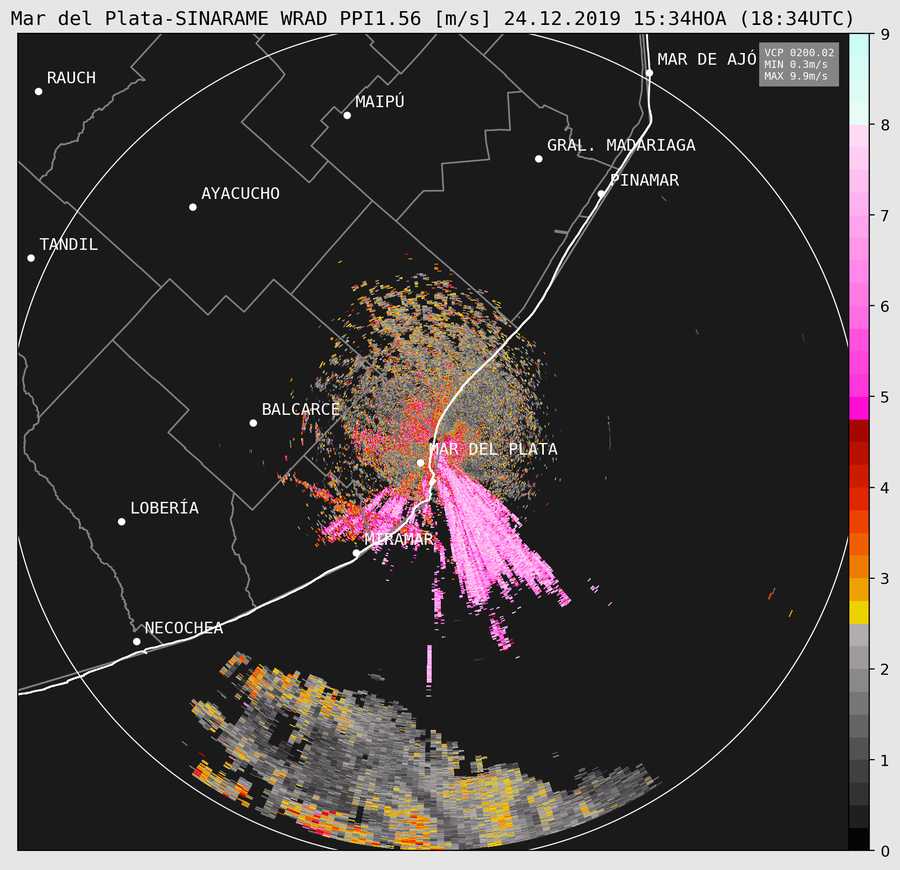 Mar del Plata-SINARAME WRAD PPI1.56 [m/s] 24.12.2019 15:34HOA (18:34UTC)
VCP 0200.02
MIN 0.3m/s
MAX 9.9m/s
MAR DE AJÓ
RAUCH
MAIPÚ
GRAL. MADARIAGA
PINAMAR
AYACUCHO
TANDIL
BALCARCE
MAR DEL PLATA
LOBERÍA
MIRAMAR
NECOCHEA
9
8
7
6
5
4
3
2
1
0